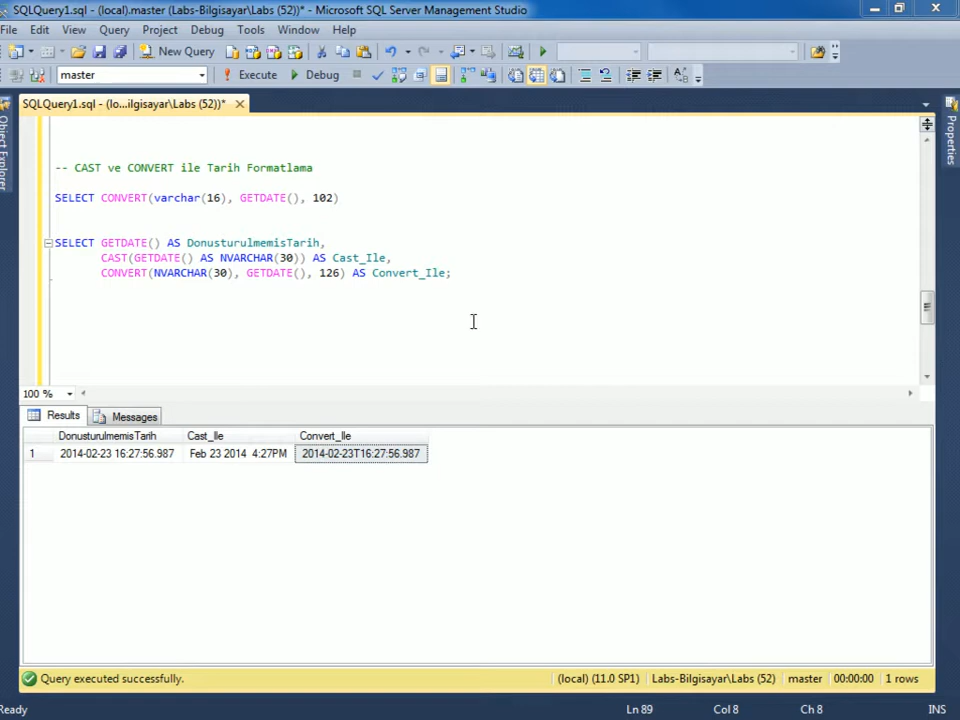 SQLQuery1.sql - (local).master (Labs-Bilgisayar\Labs (52))* - Microsoft SQL Server Management Studio
File Edit View Query Project Debug Tools Window Help
New Query
master Execute Debug
SQLQuery1.sql - (lo...ilgisayar\Labs (52))*
Object Explorer
Properties
-- CAST ve CONVERT ile Tarih Formatlama
SELECT CONVERT(varchar(16), GETDATE(), 102)
SELECT GETDATE() AS DonusturulmemisTarih,
CAST(GETDATE() AS NVARCHAR(30)) AS Cast_Ile,
CONVERT(NVARCHAR(30), GETDATE(), 126) AS Convert_Ile;
100 %
Results Messages
DonusturulmemisTarih Cast_Ile Convert_Ile
1 2014-02-23 16:27:56.987 Feb 23 2014 4:27PM 2014-02-23T16:27:56.987
Query executed successfully. (local) (11.0 SP1) Labs-Bilgisayar\Labs (52) master 00:00:00 1 rows
Ready Ln 89 Col 8 Ch 8 INS